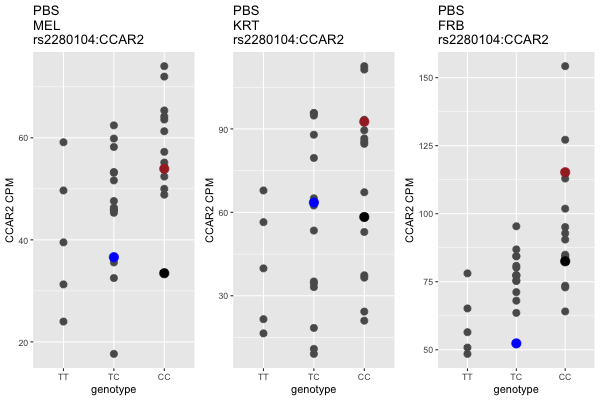 PBS
MEL
rs2280104:CCAR2
CCAR2 CPM
60
40
20
TT
TC
CC
genotype
PBS
KRT
rs2280104:CCAR2
CCAR2 CPM
90
60
30
TT
TC
CC
genotype
PBS
FRB
rs2280104:CCAR2
CCAR2 CPM
150
125
100
75
50
TT
TC
CC
genotype